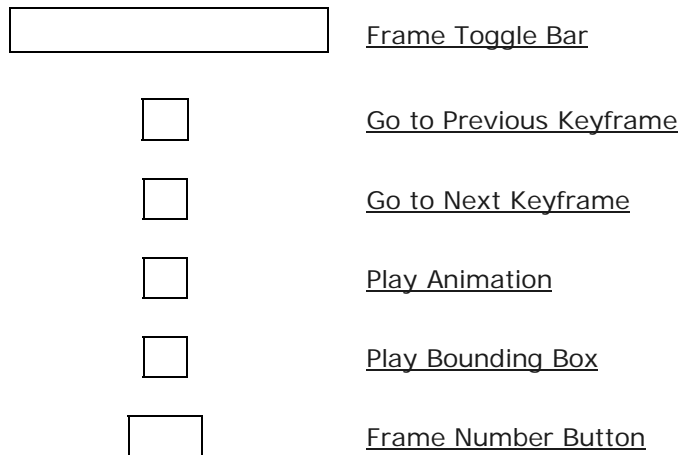 Frame Toggle Bar
Go to Previous Keyframe
Go to Next Keyframe
Play Animation
Play Bounding Box
Frame Number Button